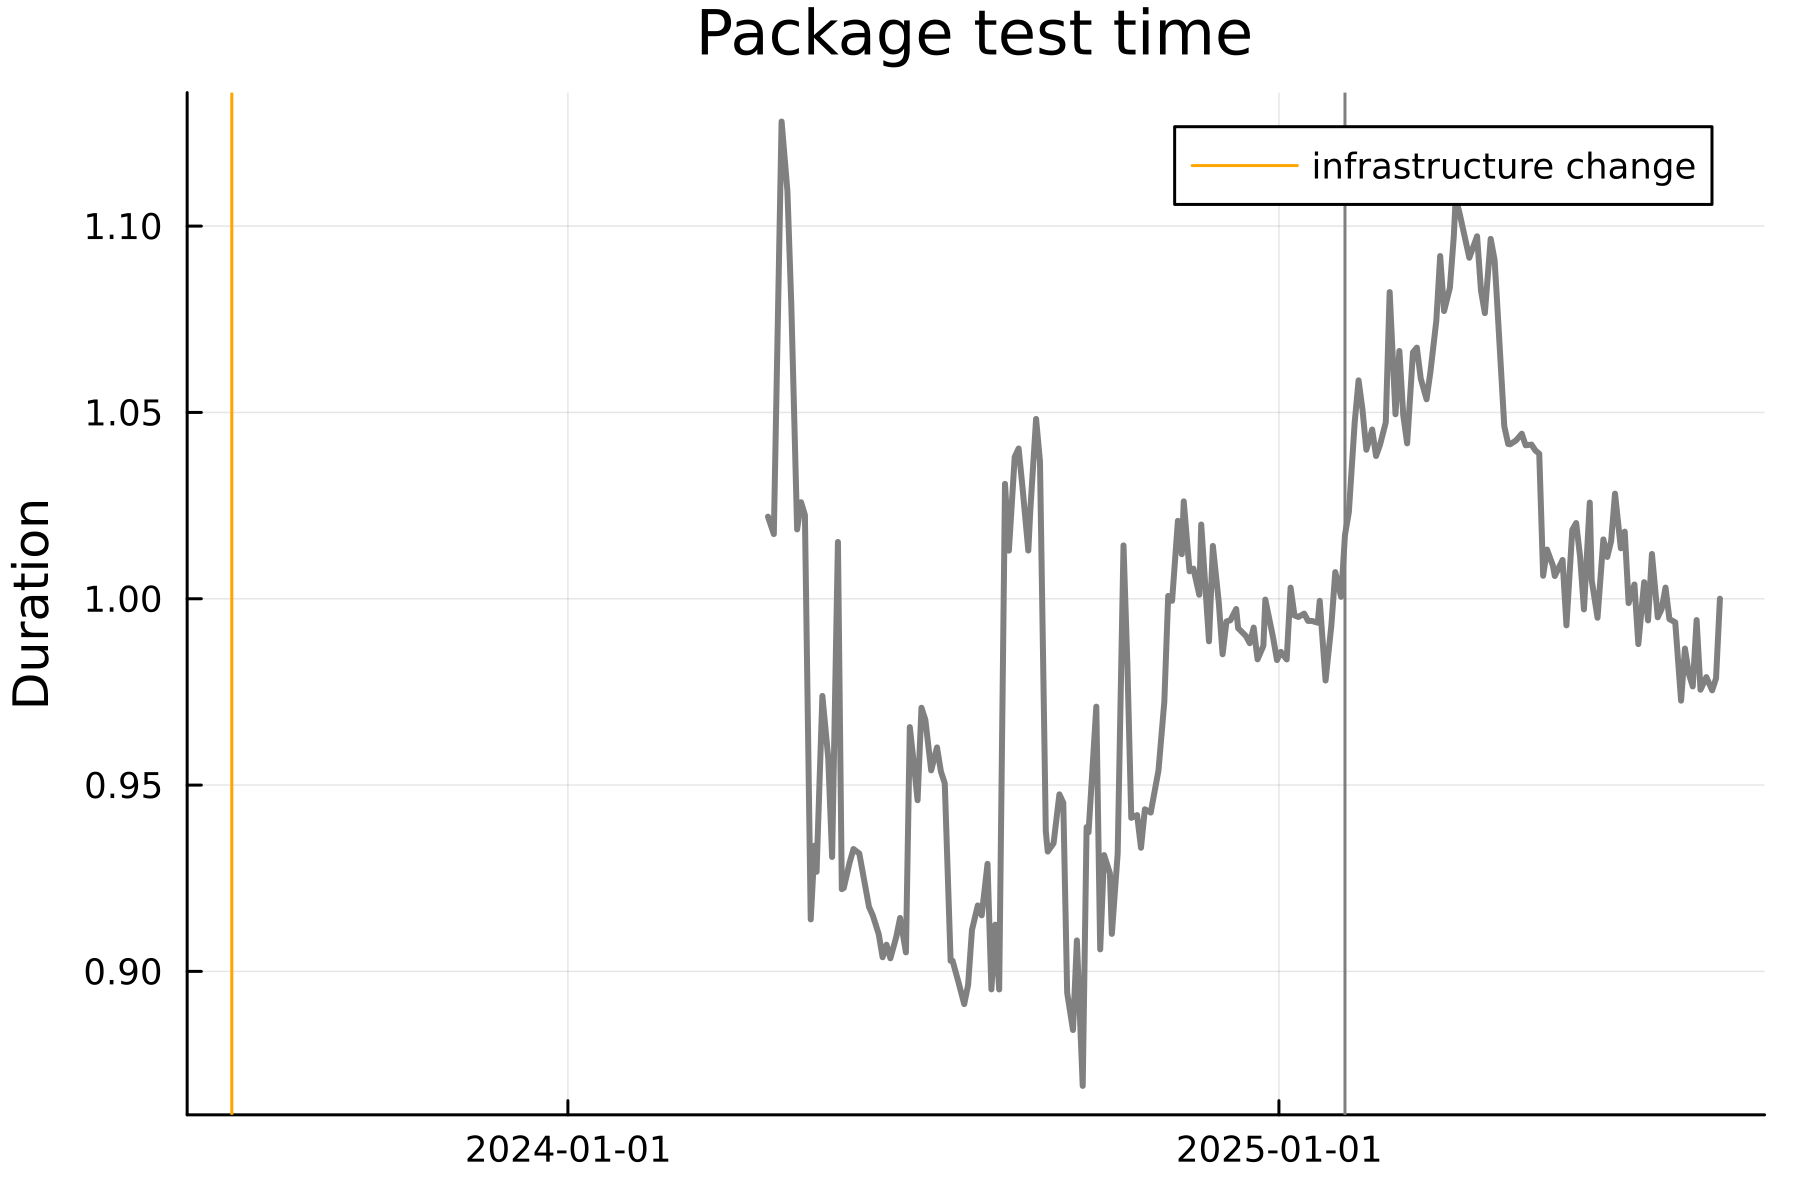 Package test time
infrastructure change
Duration
1.10
1.05
1.00
0.95
0.90
2024-01-01
2025-01-01